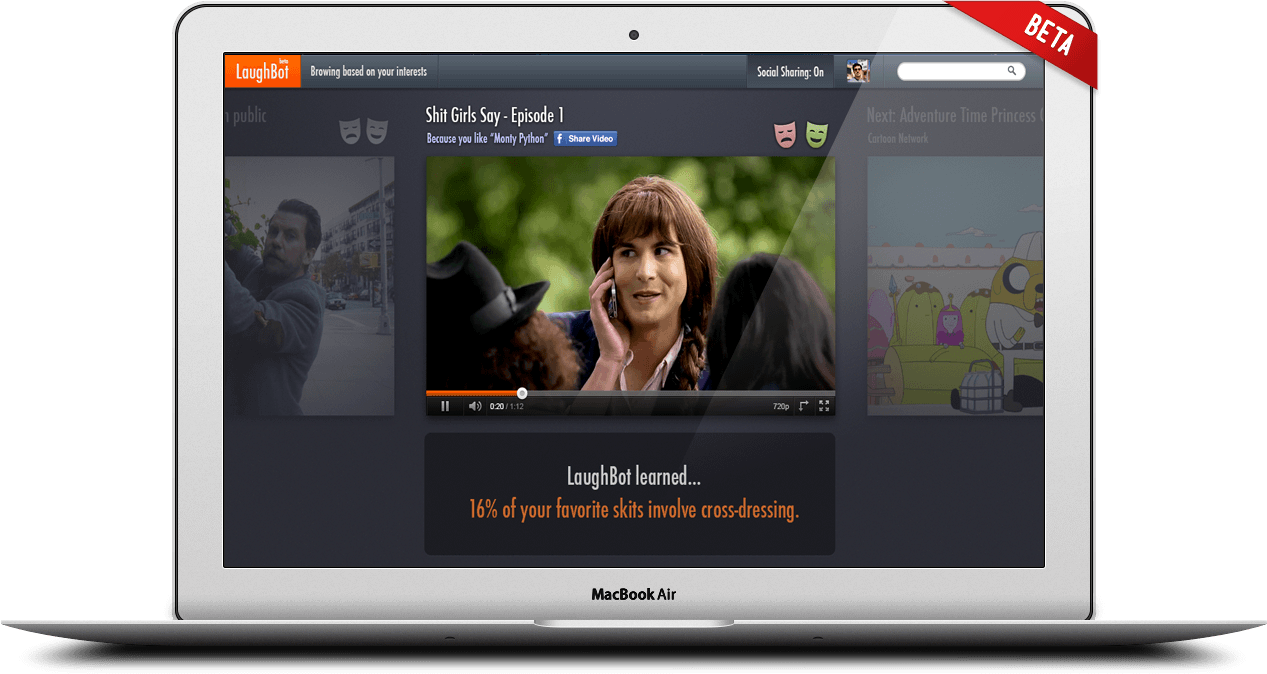 BETA
LaughBot beta
Browing based on your interests
Social Sharing: On
public
Shit Girls Say - Episode 1
Because you like “Monty Python”
f Share Video
Next: Adventure Time Princess
Cartoon Network
0:20 / 1:12
720p
LaughBot learned...
16% of your favorite skits involve cross-dressing.
MacBook Air